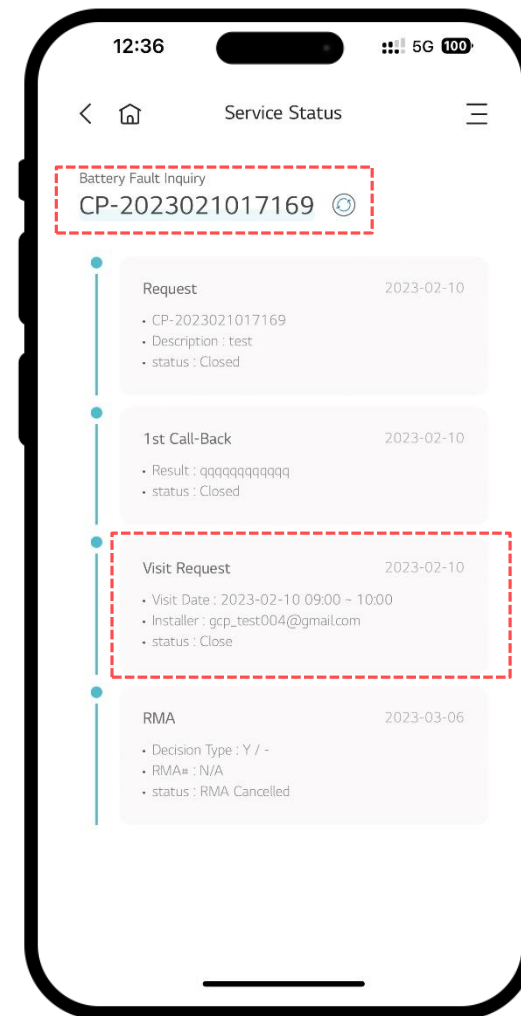 12:36 5G 100
Service Status
Battery Fault Inquiry
CP-2023021017169
Request 2023-02-10
• CP-2023021017169
• Description : test
• status : Closed
1st Call-Back 2023-02-10
• Result : qqqqqqqqqqqq
• status : Closed
Visit Request 2023-02-10
• Visit Date : 2023-02-10 09:00 ~ 10:00
• Installer : gcp_test004@gmail.com
• status : Close
RMA 2023-03-06
• Decision Type : Y / -
• RMA# : N/A
• status : RMA Cancelled